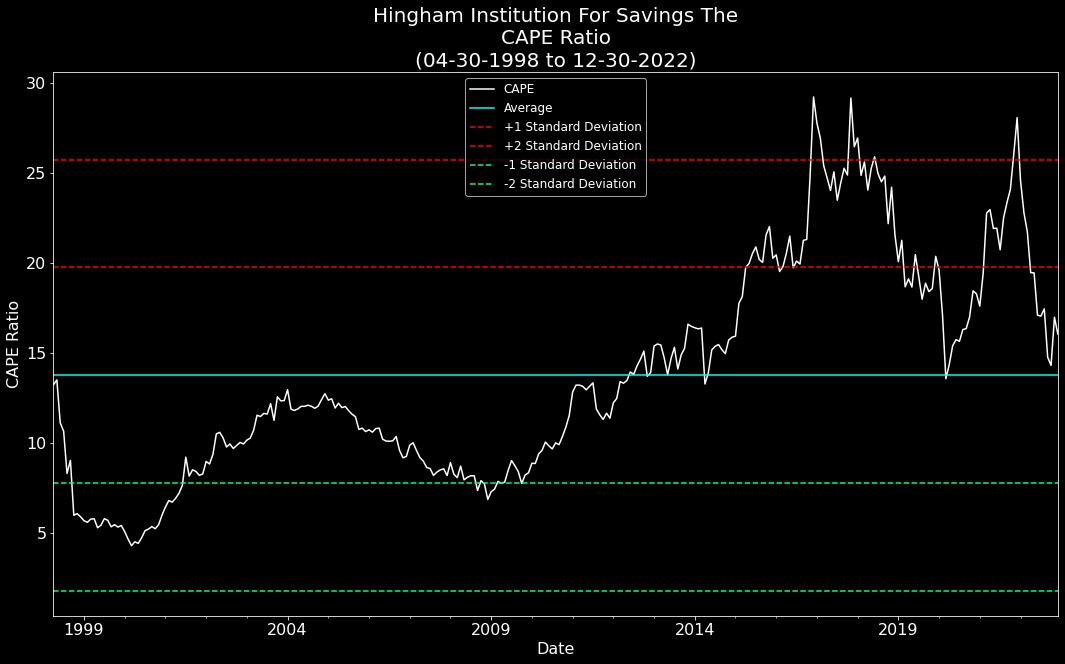 Hingham Institution For Savings The
CAPE Ratio
(04-30-1998 to 12-30-2022)
CAPE
Average
+1 Standard Deviation
+2 Standard Deviation
-1 Standard Deviation
-2 Standard Deviation
30
25
20
15
10
5
CAPE Ratio
1999
2004
2009
2014
2019
Date